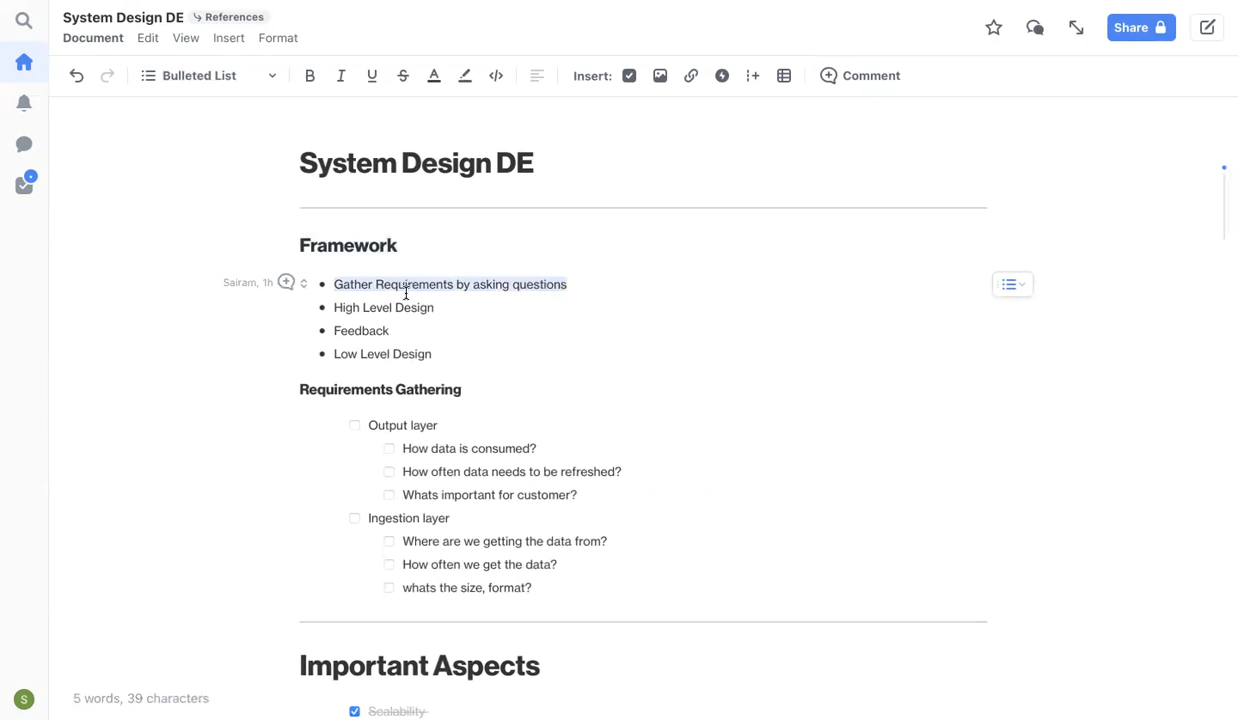 System Design DE
References
Document Edit View Insert Format
Share
Bulleted List
Insert:
Comment
System Design DE
Framework
Sairam, 1h
Gather Requirements by asking questions
High Level Design
Feedback
Low Level Design
Requirements Gathering
Output layer
How data is consumed?
How often data needs to be refreshed?
Whats important for customer?
Ingestion layer
Where are we getting the data from?
How often we get the data?
whats the size, format?
Important Aspects
Scalability
5 words, 39 characters
S